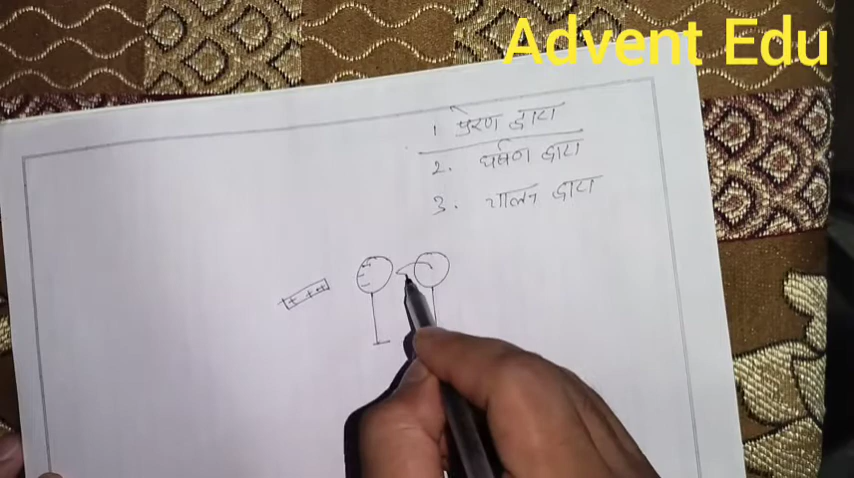 Advent Edu
1 प्रेरण द्वारा
2. घर्षण द्वारा
3. चालन द्वारा
+ + +